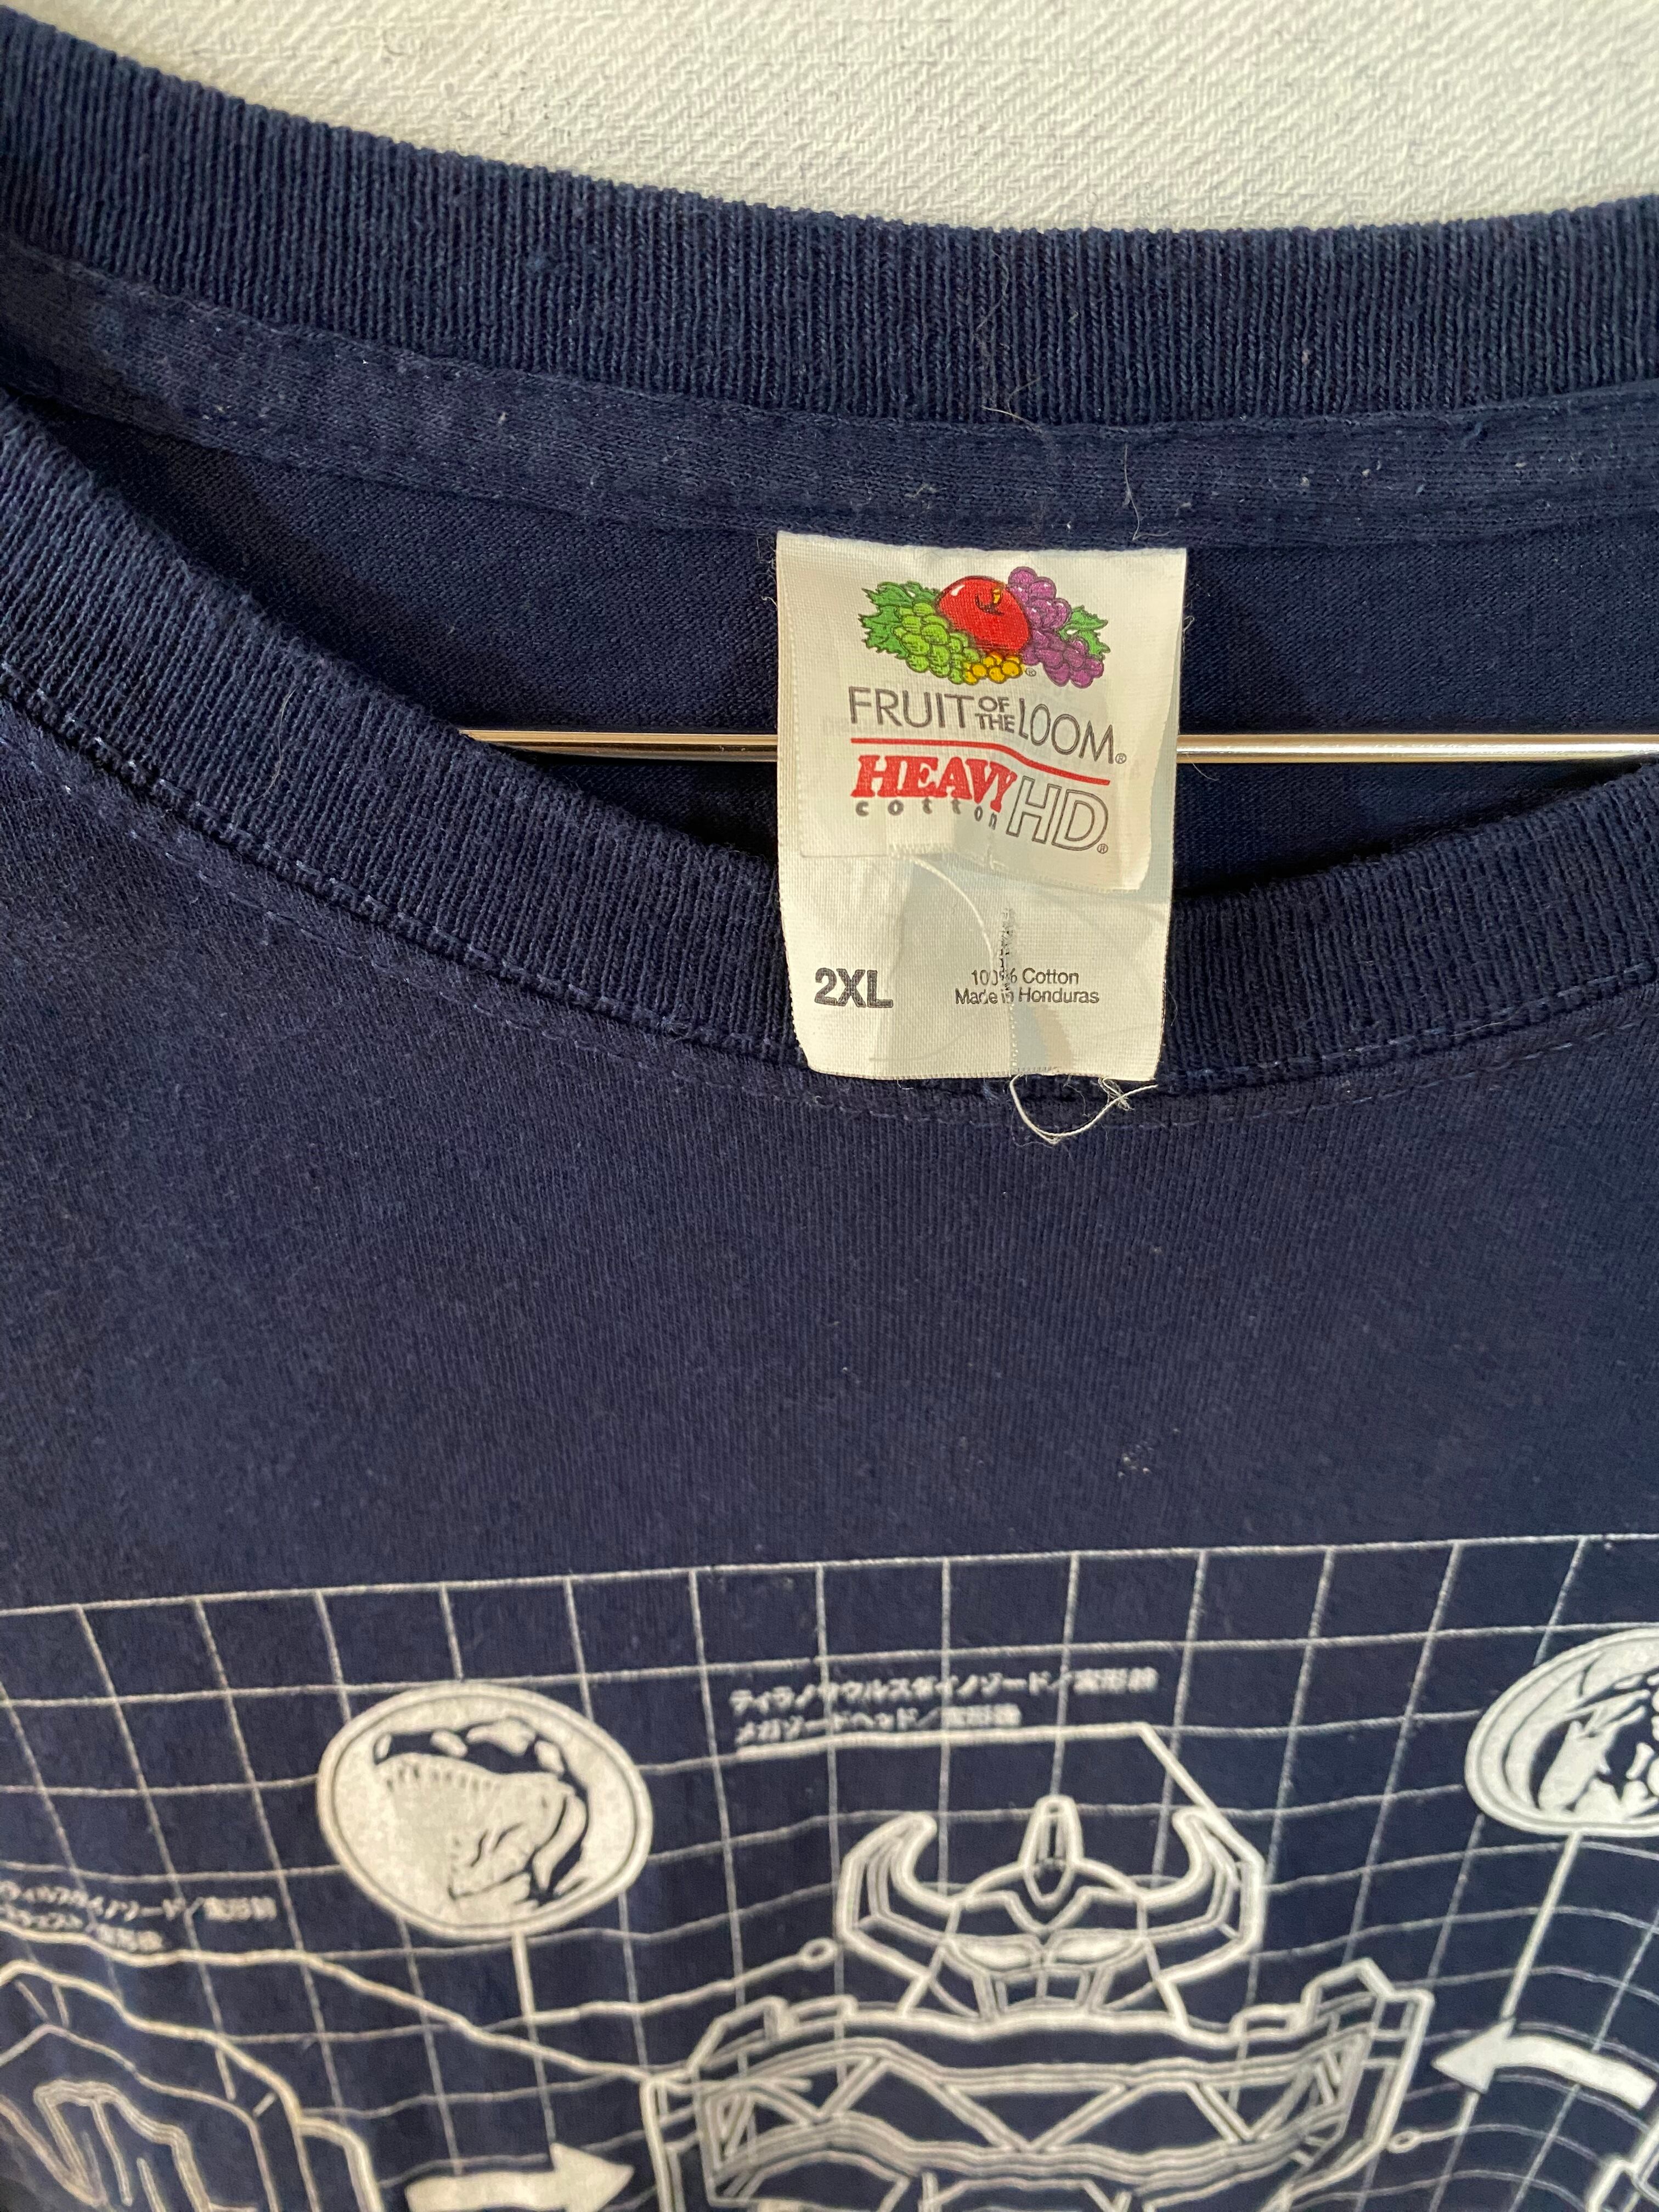 FRUIT OF THE LOOM®
HEAVY cotton HD®
2XL
100% Cotton
Made in Honduras
ティラノサウルスダイノゾード／変形前
メガゾードヘッド／変形後